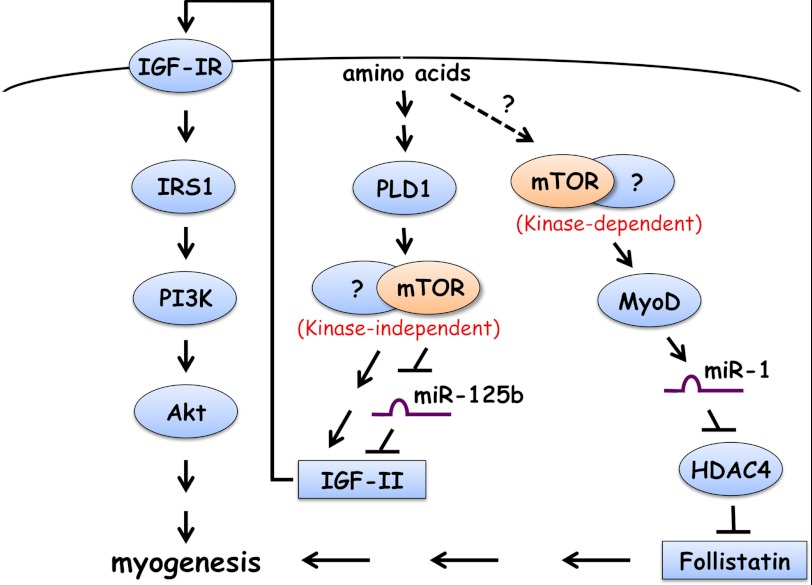 IGF-IR
amino acids
?
IRS1
PLD1
mTOR
?
(Kinase-dependent)
PI3K
?
mTOR
MyoD
(Kinase-independent)
miR-1
miR-125b
Akt
HDAC4
IGF-II
myogenesis
Follistatin